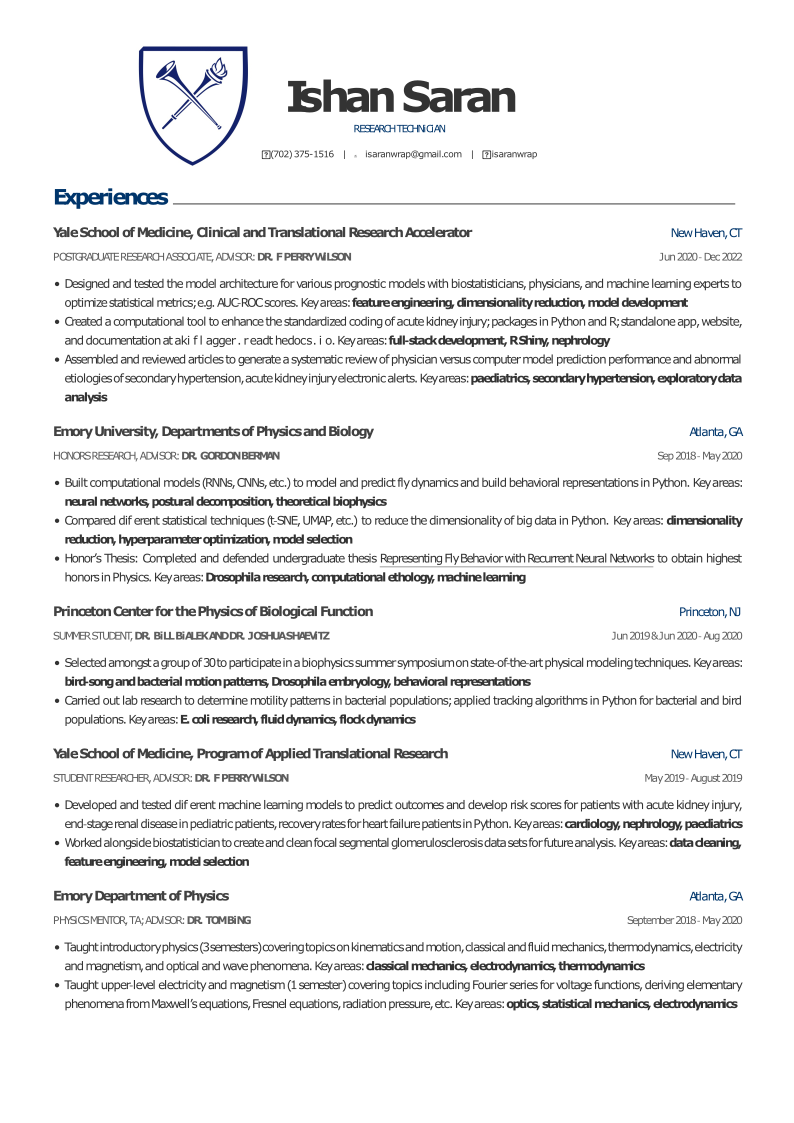 Ishan Saran
RESEARCH TECHNICIAN
(702) 375-1516 | isaranwrap@gmail.com | isaranwrap
Experiences
Yale School of Medicine, Clinical and Translational Research Accelerator New Haven, CT
POSTGRADUATE RESEARCH ASSOCIATE, ADVISOR: DR. F PERRY WILSON Jun 2020 - Dec 2022
• Designed and tested the model architecture for various prognostic models with biostatisticians, physicians, and machine learning experts to
optimize statistical metrics; e.g. AUC-ROC scores. Key areas: feature engineering, dimensionality reduction, model development
• Created a computational tool to enhance the standardized coding of acute kidney injury; packages in Python and R; standalone app, website,
and documentation at akiflagger.readthedocs.io. Key areas: full-stack development, RShiny, nephrology
• Assembled and reviewed articles to generate a systematic review of physician versus computer model prediction performance and abnormal
etiologies of secondary hypertension, acute kidney injury electronic alerts. Key areas: paediatrics, secondary hypertension, exploratory data
analysis
Emory University, Departments of Physics and Biology Atlanta, GA
HONORS RESEARCH, ADVISOR: DR. GORDON BERMAN Sep 2018 - May 2020
• Built computational models (RNNs, CNNs, etc.) to model and predict fly dynamics and build behavioral representations in Python. Key areas:
neural networks, postural decomposition, theoretical biophysics
• Compared dif erent statistical techniques (t-SNE, UMAP, etc.) to reduce the dimensionality of big data in Python. Key areas: dimensionality
reduction, hyperparameter optimization, model selection
• Honor's Thesis: Completed and defended undergraduate thesis Representing Fly Behavior with Recurrent Neural Networks to obtain highest
honors in Physics. Key areas: Drosophila research, computational ethology, machine learning
Princeton Center for the Physics of Biological Function Princeton, NJ
SUMMER STUDENT, DR. BiLL BiALEK AND DR. JOSHUA SHAEViTZ Jun 2019 & Jun 2020 - Aug 2020
• Selected amongst a group of 30 to participate in a biophysics summer symposium on state-of-the-art physical modeling techniques. Key areas:
bird-song and bacterial motion patterns, Drosophila embryology, behavioral representations
• Carried out lab research to determine motility patterns in bacterial populations; applied tracking algorithms in Python for bacterial and bird
populations. Key areas: E. coli research, fluid dynamics, flock dynamics
Yale School of Medicine, Program of Applied Translational Research New Haven, CT
STUDENT RESEARCHER, ADVISOR: DR. F PERRY WiLSON May 2019 - August 2019
• Developed and tested dif erent machine learning models to predict outcomes and develop risk scores for patients with acute kidney injury,
end-stage renal disease in pediatric patients, recovery rates for heart failure patients in Python. Key areas: cardiology, nephrology, paediatrics
• Worked alongside biostatistician to create and clean focal segmental glomerulosclerosis data sets for future analysis. Key areas: data cleaning,
feature engineering, model selection
Emory Department of Physics Atlanta, GA
PHYSICS MENTOR, TA; ADVISOR: DR. TOM BiNG September 2018 - May 2020
• Taught introductory physics (3 semesters) covering topics on kinematics and motion, classical and fluid mechanics, thermodynamics, electricity
and magnetism, and optical and wave phenomena. Key areas: classical mechanics, electrodynamics, thermodynamics
• Taught upper-level electricity and magnetism (1 semester) covering topics including Fourier series for voltage functions, deriving elementary
phenomena from Maxwell's equations, Fresnel equations, radiation pressure, etc. Key areas: optics, statistical mechanics, electrodynamics